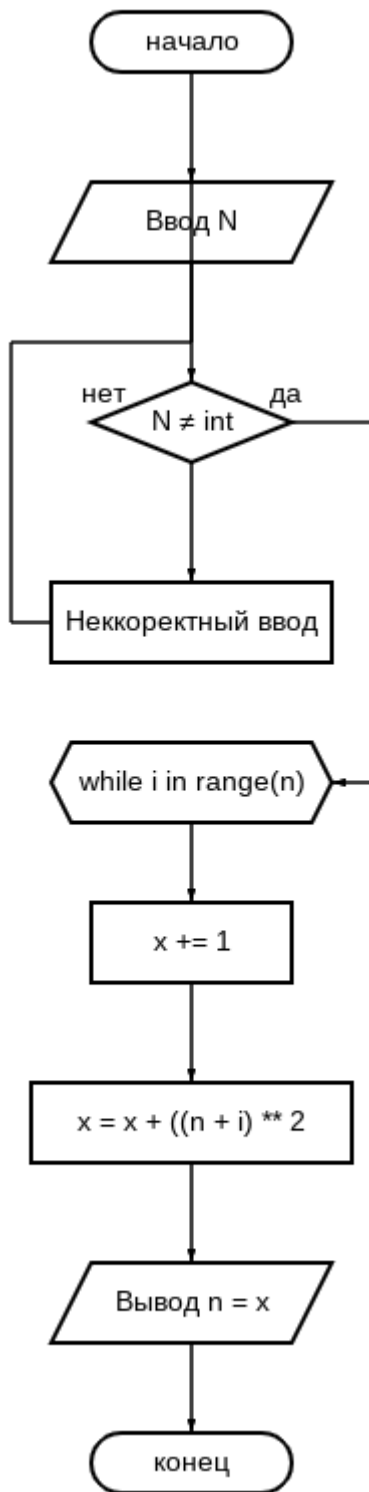 начало
Ввод N
нет
да
N ≠ int
Неккоректный ввод
while i in range(n)
x += 1
x = x + ((n + i) ** 2
Вывод n = x
конец